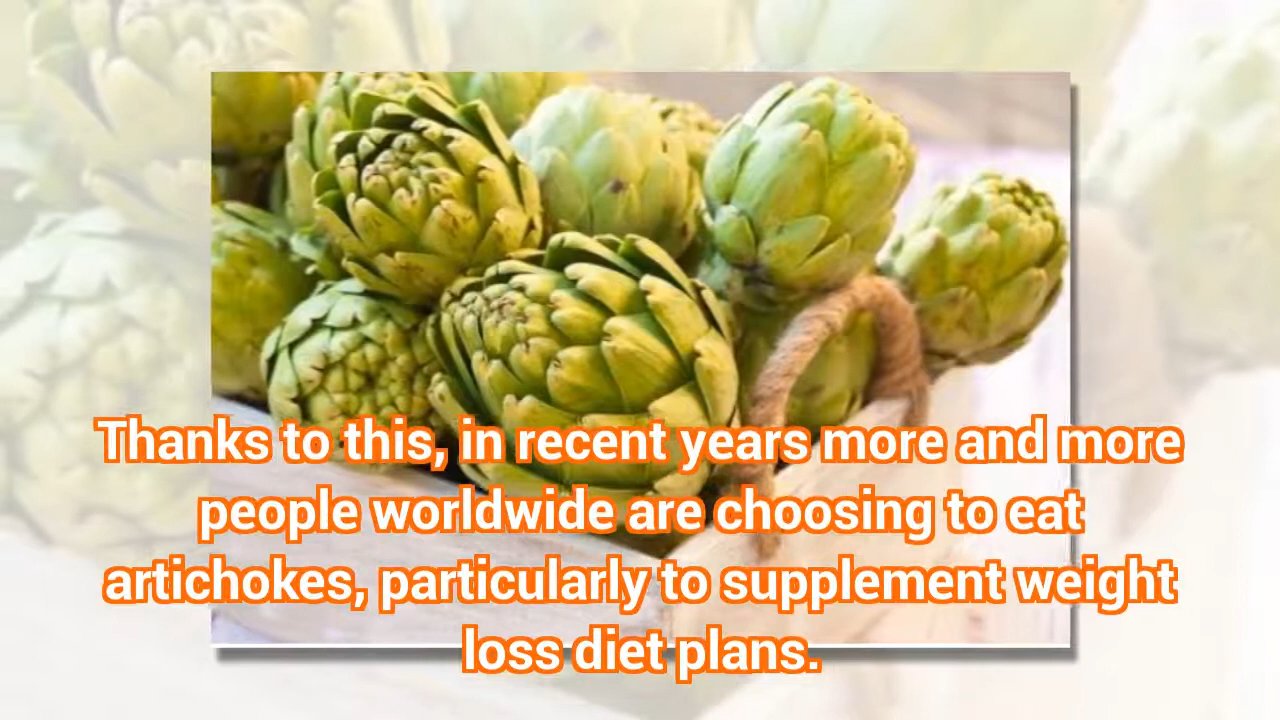 Thanks to this, in recent years more and more
people worldwide are choosing to eat
artichokes, particularly to supplement weight
loss diet plans.